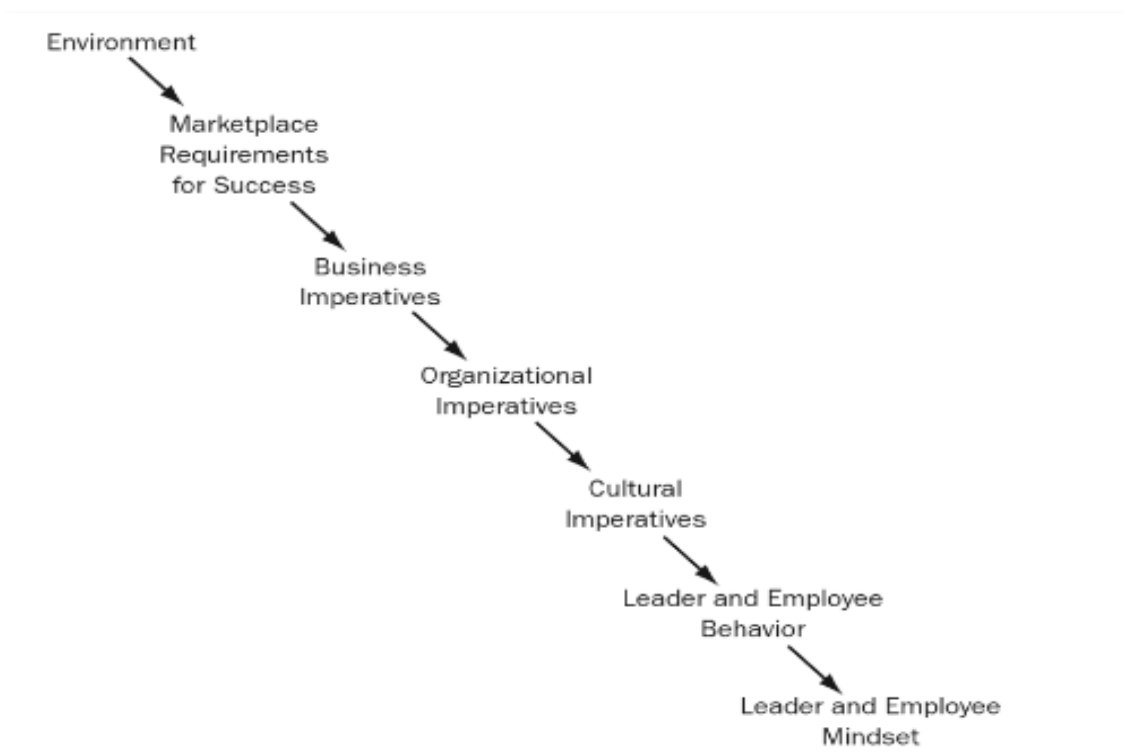 Environment
Marketplace
Requirements
for Success
Business
Imperatives
Organizational
Imperatives
Cultural
Imperatives
Leader and Employee
Behavior
Leader and Employee
Mindset